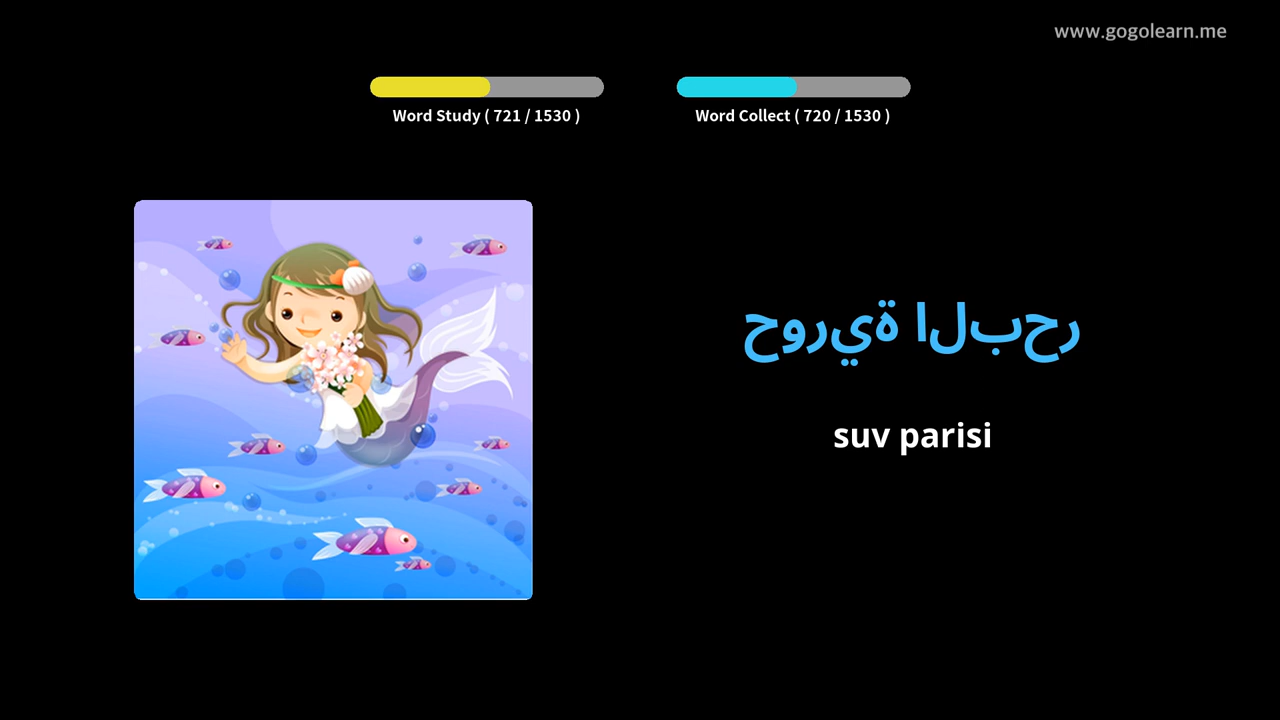 www.gogolearn.me
Word Study ( 721 / 1530 )
Word Collect ( 720 / 1530 )
حورية البحر
suv parisi